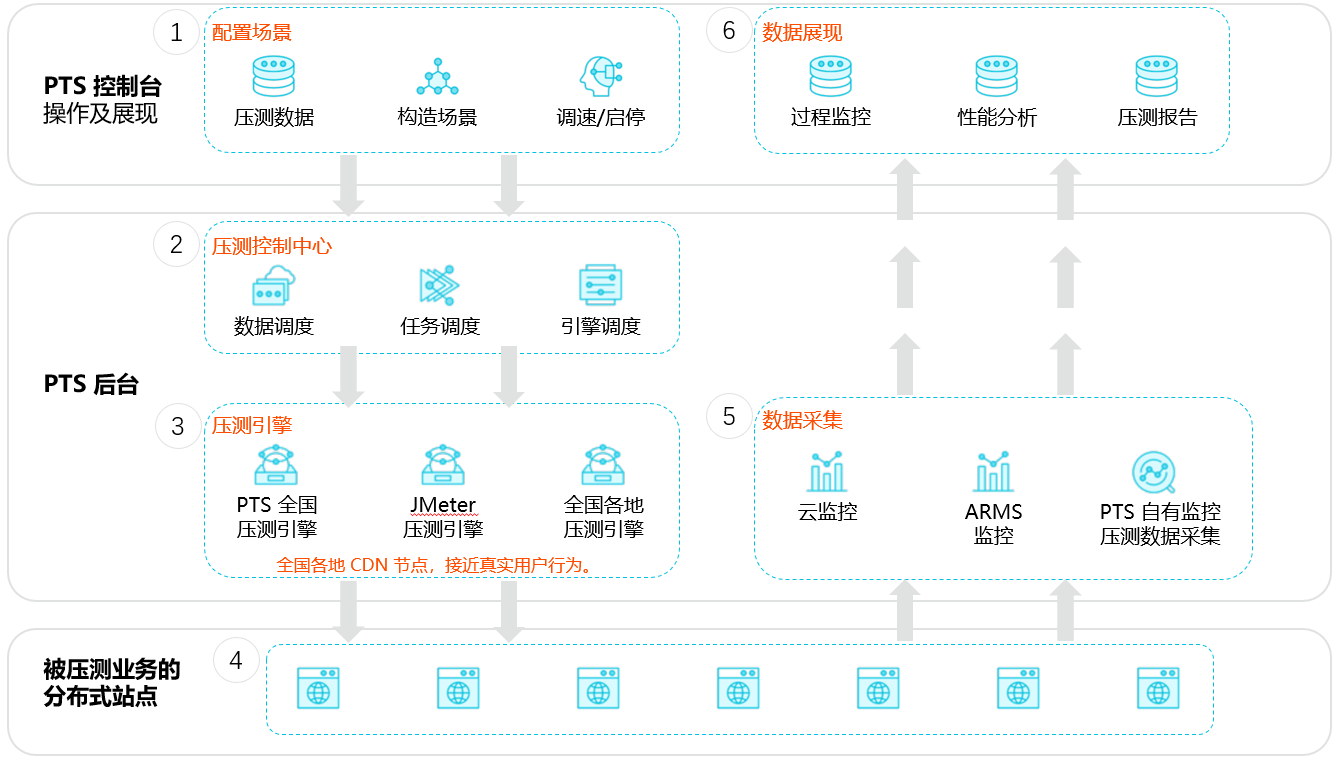 PTS 控制台
操作及展现
1
配置场景
压测数据
构造场景
调速/启停
6
数据展现
过程监控
性能分析
压测报告
PTS 后台
2
压测控制中心
数据调度
任务调度
引擎调度
3
压测引擎
PTS 全国
压测引擎
JMeter
压测引擎
全国各地
压测引擎
全国各地 CDN 节点，接近真实用户行为。
5
数据采集
云监控
ARMS
监控
PTS 自有监控
压测数据采集
被压测业务的
分布式站点
4